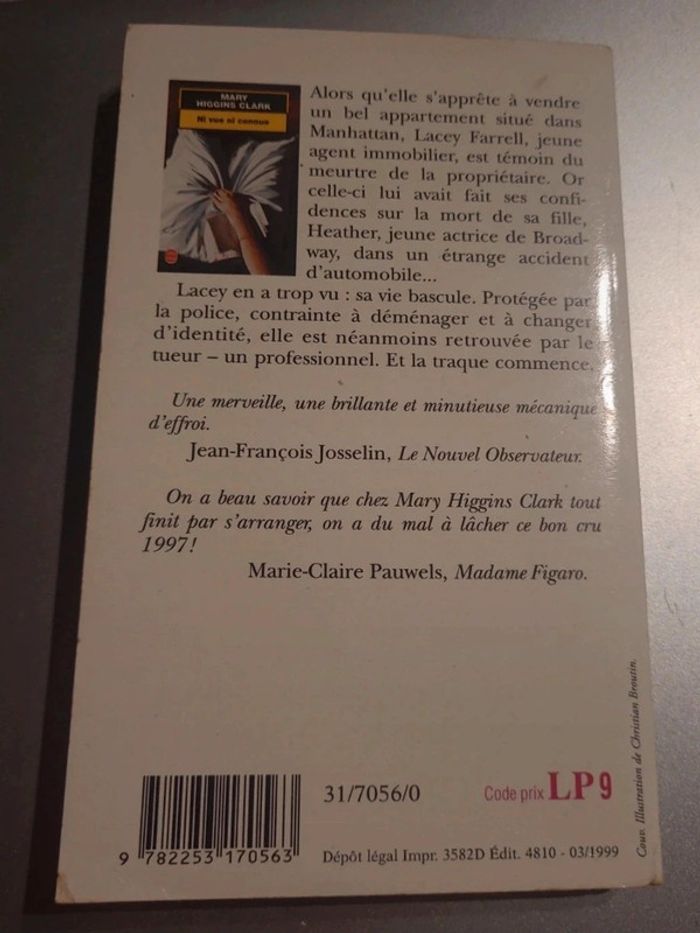 MARY
HIGGINS CLARK
Ni vue ni connue
Alors qu'elle s'apprête à vendre
un bel appartement situé dans
Manhattan, Lacey Farrell, jeune
agent immobilier, est témoin du
meurtre de la propriétaire. Or
celle-ci lui avait fait ses confi-
dences sur la mort de sa fille,
Heather, jeune actrice de Broad-
way, dans un étrange accident
d'automobile...
Lacey en a trop vu : sa vie bascule. Protégée par
la police, contrainte à déménager et à changer
d'identité, elle est néanmoins retrouvée par le
tueur – un professionnel. Et la traque commence.
Une merveille, une brillante et minutieuse mécanique
d'effroi.
Jean-François Josselin, Le Nouvel Observateur.
On a beau savoir que chez Mary Higgins Clark tout
finit par s'arranger, on a du mal à lâcher ce bon cru
1997!
Marie-Claire Pauwels, Madame Figaro.
Couv. Illustration de Christian Broutin.
31/7056/0
Code prix LP9
9 782253 170563
Dépôt légal Impr. 3582D Édit. 4810 - 03/1999